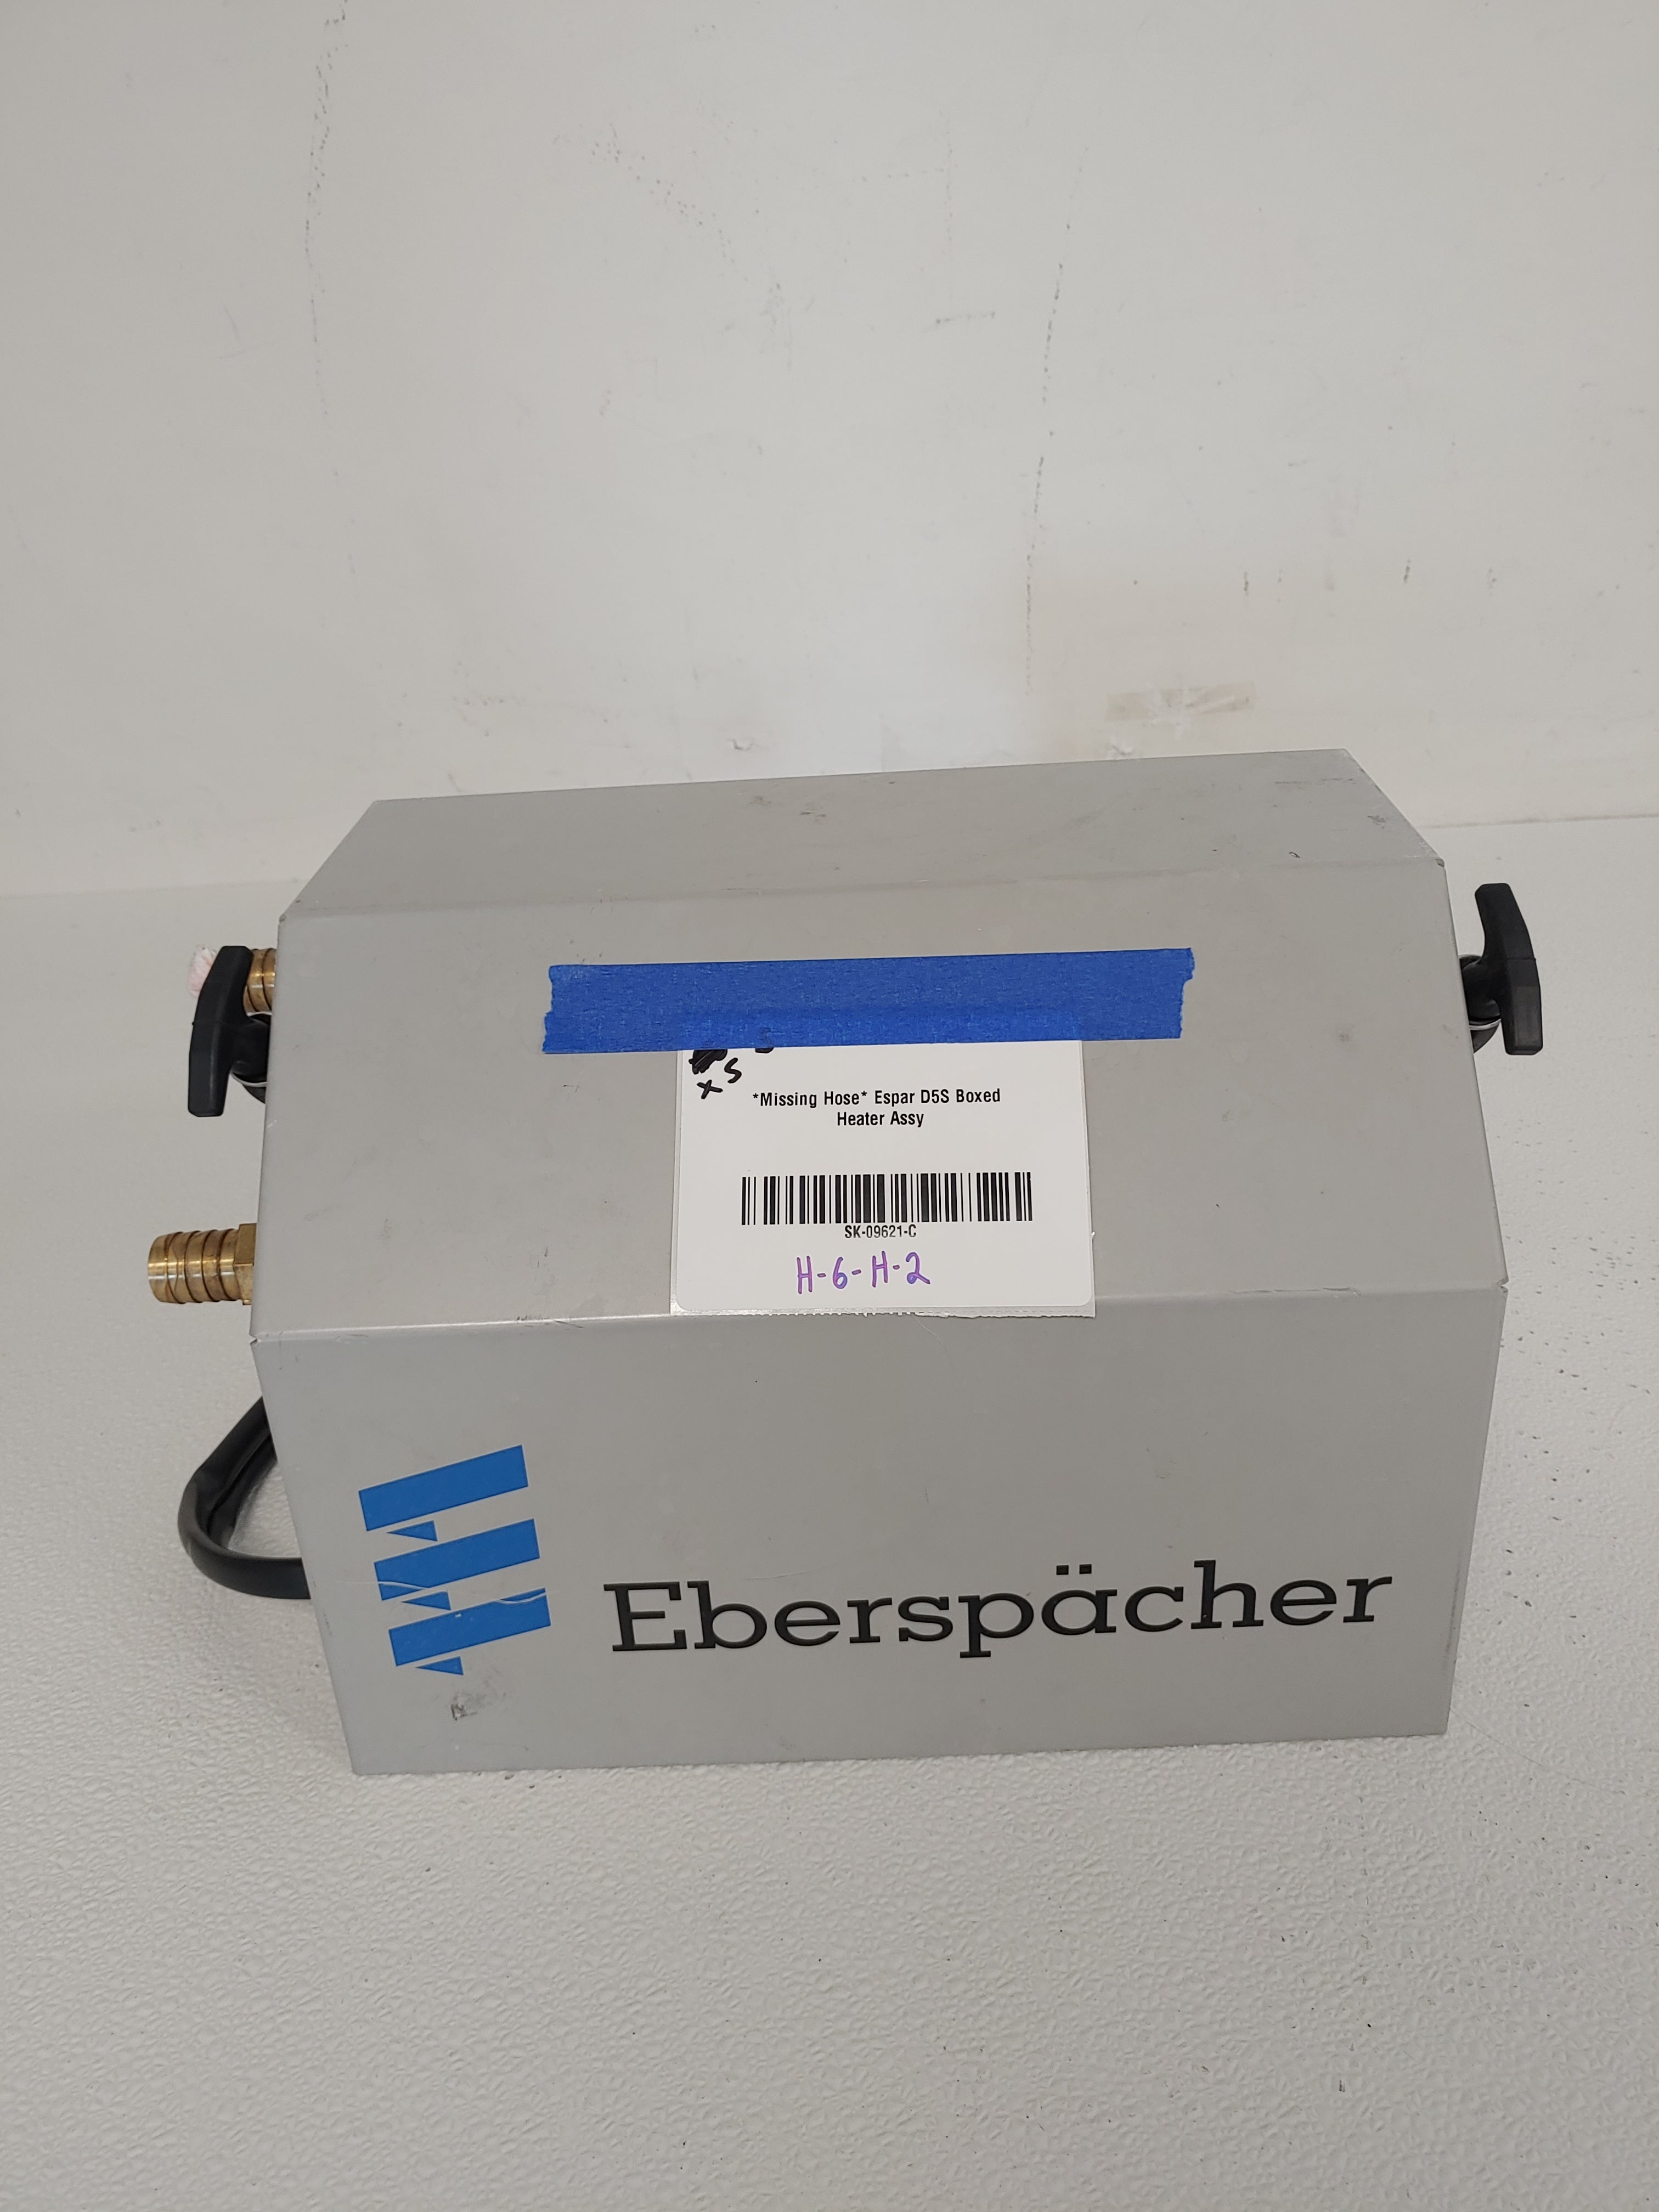 x5
*Missing Hose* Espar D5S Boxed
Heater Assy
SK-09621-C
H-6-H-2
Eberspächer